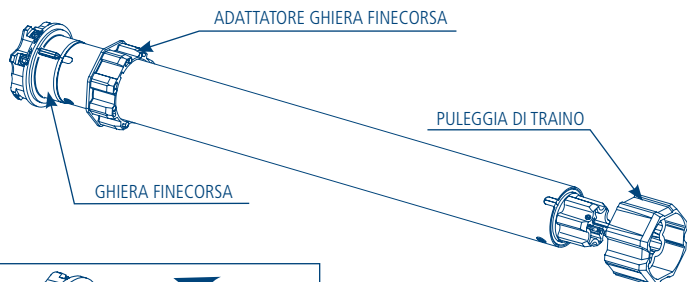 ADATTATORE GHIERA FINECORSA
PULEGGIA DI TRAINO
GHIERA FINECORSA